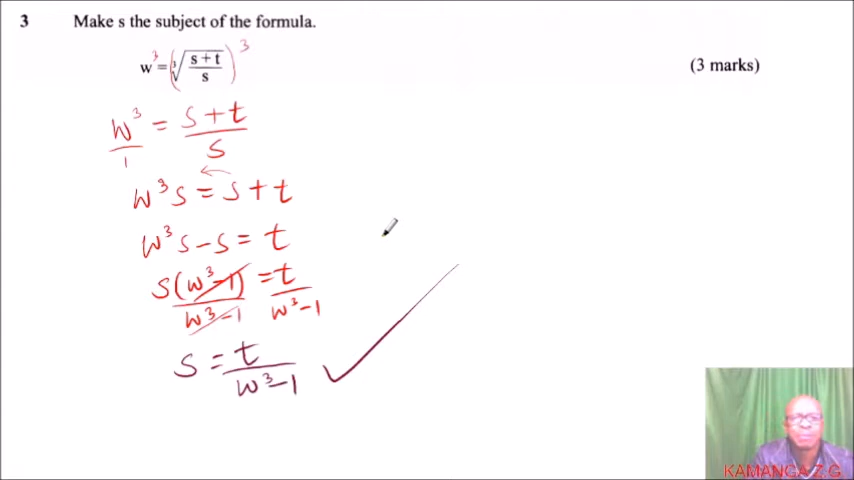 3 Make s the subject of the formula.
w³ = (∛((s+t)/s))³ (3 marks)
w³/1 = (s+t)/s
w³s = s+t
w³s-s = t
s(w³-1)/(w³-1) = t/(w³-1)
s = t/(w³-1)
KAMANGA Z.G.